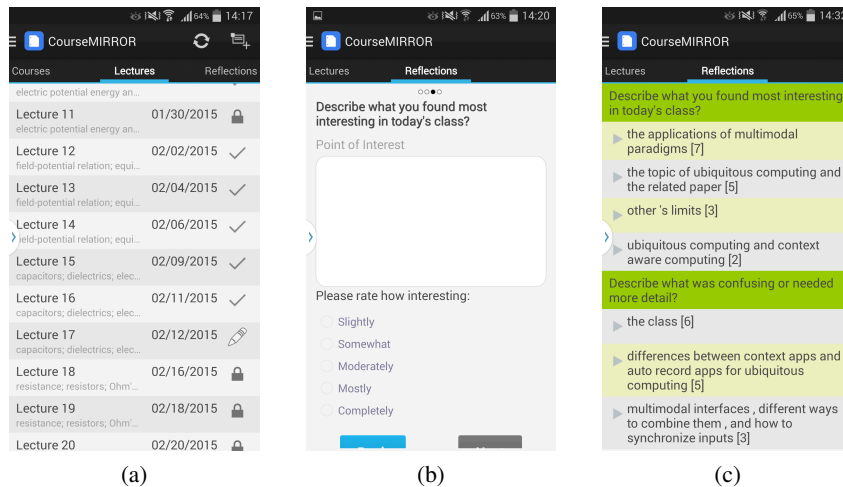 64% 14:17
CourseMIRROR
Courses Lectures Reflections
electric potential energy an...
Lecture 11 01/30/2015
electric potential energy an...
Lecture 12 02/02/2015
field-potential relation; equi...
Lecture 13 02/04/2015
field-potential relation; equi...
Lecture 14 02/06/2015
field-potential relation; equi...
Lecture 15 02/09/2015
capacitors; dielectrics; elec...
Lecture 16 02/11/2015
capacitors; dielectrics; elec...
Lecture 17 02/12/2015
capacitors; dielectrics; elec...
Lecture 18 02/16/2015
resistance; resistors; Ohm'...
Lecture 19 02/18/2015
resistance; resistors; Ohm'...
Lecture 20 02/20/2015
(a)
63% 14:20
CourseMIRROR
Lectures Reflections
Describe what you found most
interesting in today's class?
Point of Interest
Please rate how interesting:
Slightly
Somewhat
Moderately
Mostly
Completely
(b)
65% 14:32
CourseMIRROR
Lectures Reflections
Describe what you found most interesting
in today's class?
the applications of multimodal
paradigms [7]
the topic of ubiquitous computing and
the related paper [5]
other 's limits [3]
ubiquitous computing and context
aware computing [2]
Describe what was confusing or needed
more detail?
the class [6]
differences between context apps and
auto record apps for ubiquitous
computing [5]
multimodal interfaces , different ways
to combine them , and how to
synchronize inputs [3]
(c)